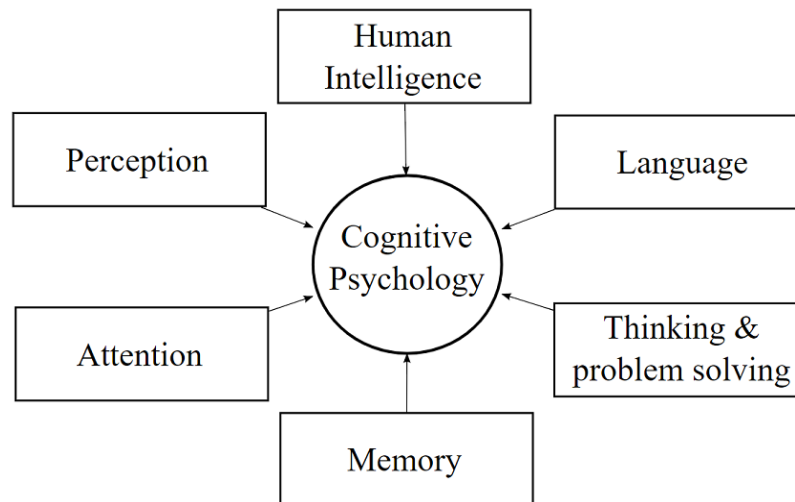 Human
Intelligence
Perception
Language
Cognitive
Psychology
Attention
Thinking &
problem solving
Memory